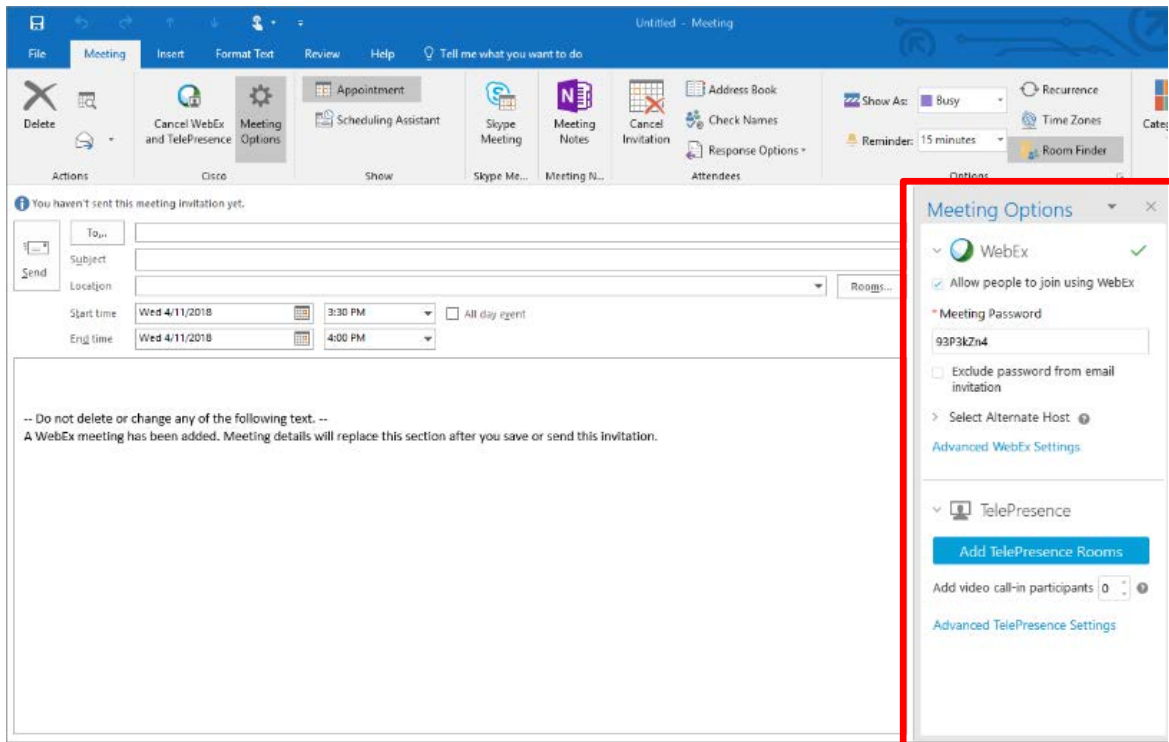 Untitled - Meeting
File Meeting Insert Format Text Review Help Tell me what you want to do
Delete
Actions
Cancel WebEx and TelePresence
Meeting Options
Cisco
Appointment
Scheduling Assistant
Show
Skype Meeting
Skype Me...
Meeting Notes
Meeting N...
Cancel Invitation
Address Book
Check Names
Response Options
Attendees
Show As: Busy
Reminder: 15 minutes
Recurrence
Time Zones
Room Finder
Options
You haven't sent this meeting invitation yet.
Send
To...
Subject
Location
Rooms...
Start time Wed 4/11/2018 3:30 PM All day event
End time Wed 4/11/2018 4:00 PM
-- Do not delete or change any of the following text. --
A WebEx meeting has been added. Meeting details will replace this section after you save or send this invitation.
Meeting Options
WebEx
Allow people to join using WebEx
* Meeting Password
93P3kZn4
Exclude password from email
invitation
Select Alternate Host
Advanced WebEx Settings
TelePresence
Add TelePresence Rooms
Add video call-in participants 0
Advanced TelePresence Settings